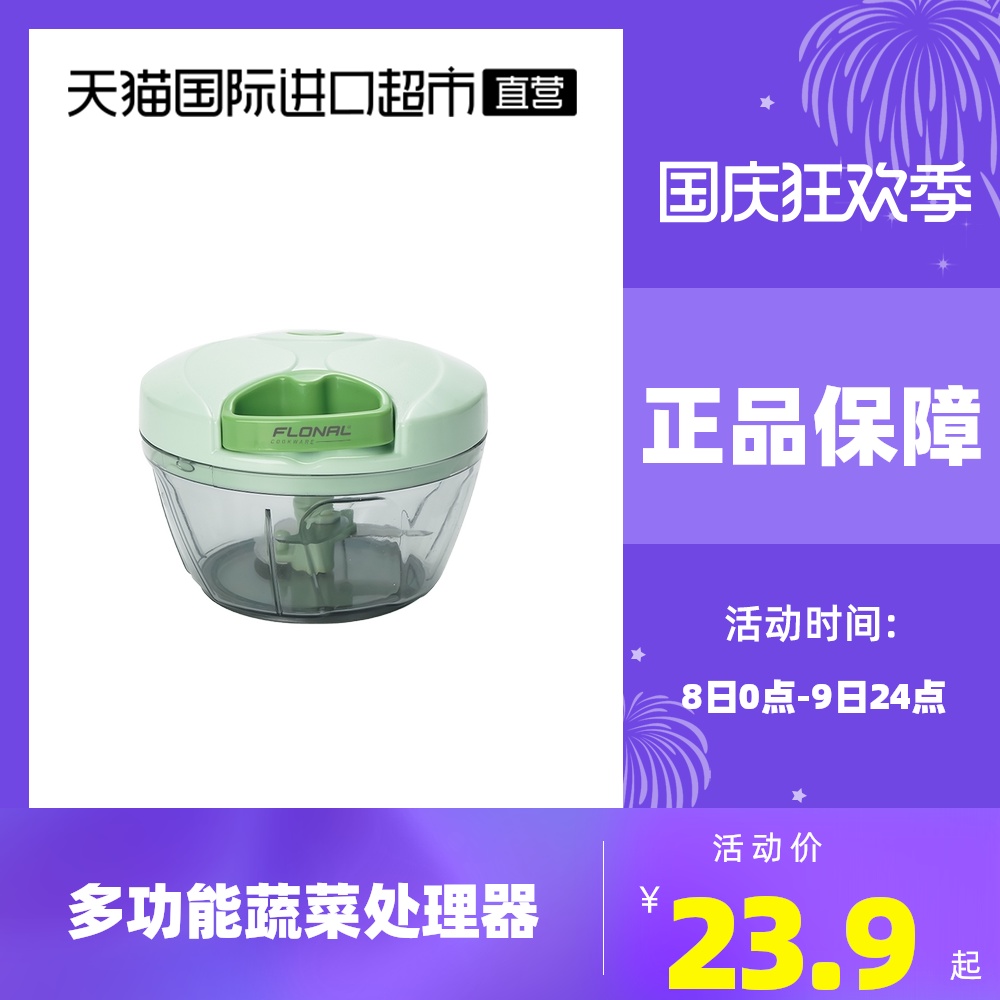 天猫国际进口超市 直营
国庆狂欢季
FLONAL
COOKWARE
正品保障
活动时间:
8日0点-9日24点
多功能蔬菜处理器
活动价
¥23.9起